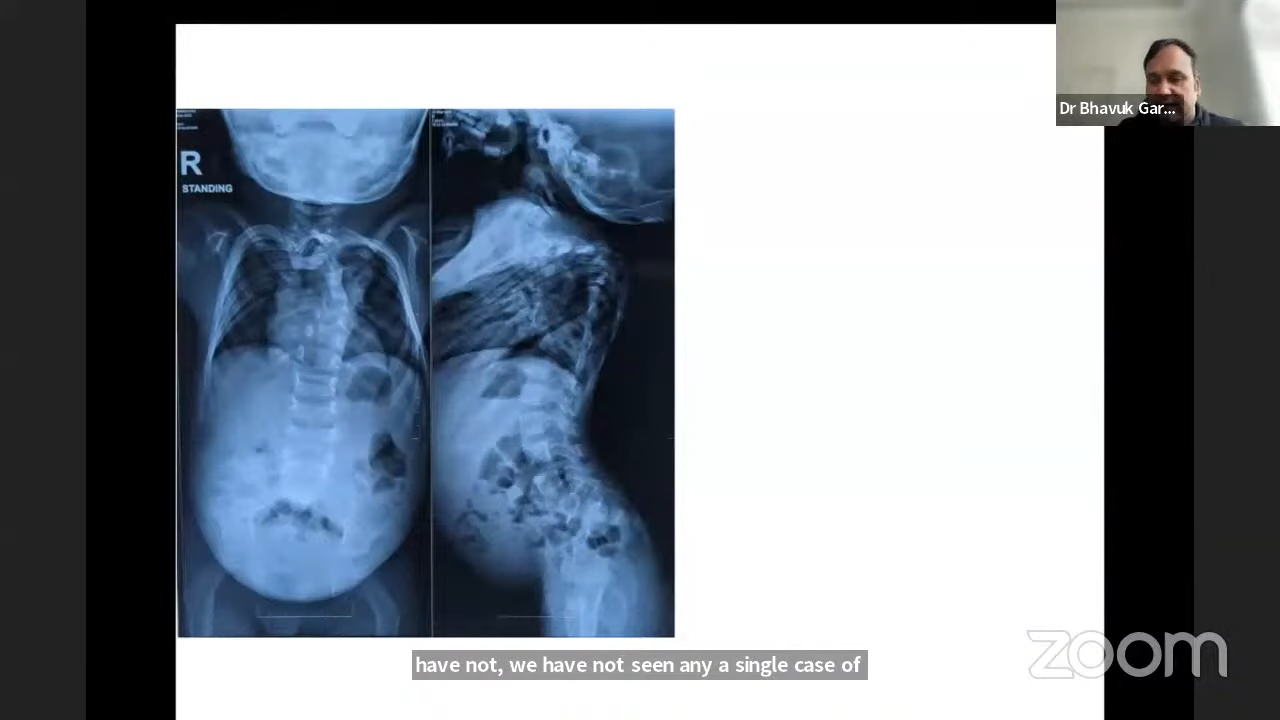 Dr Bhavuk Gar...
R
STANDING
have not, we have not seen any a single case of
zoom